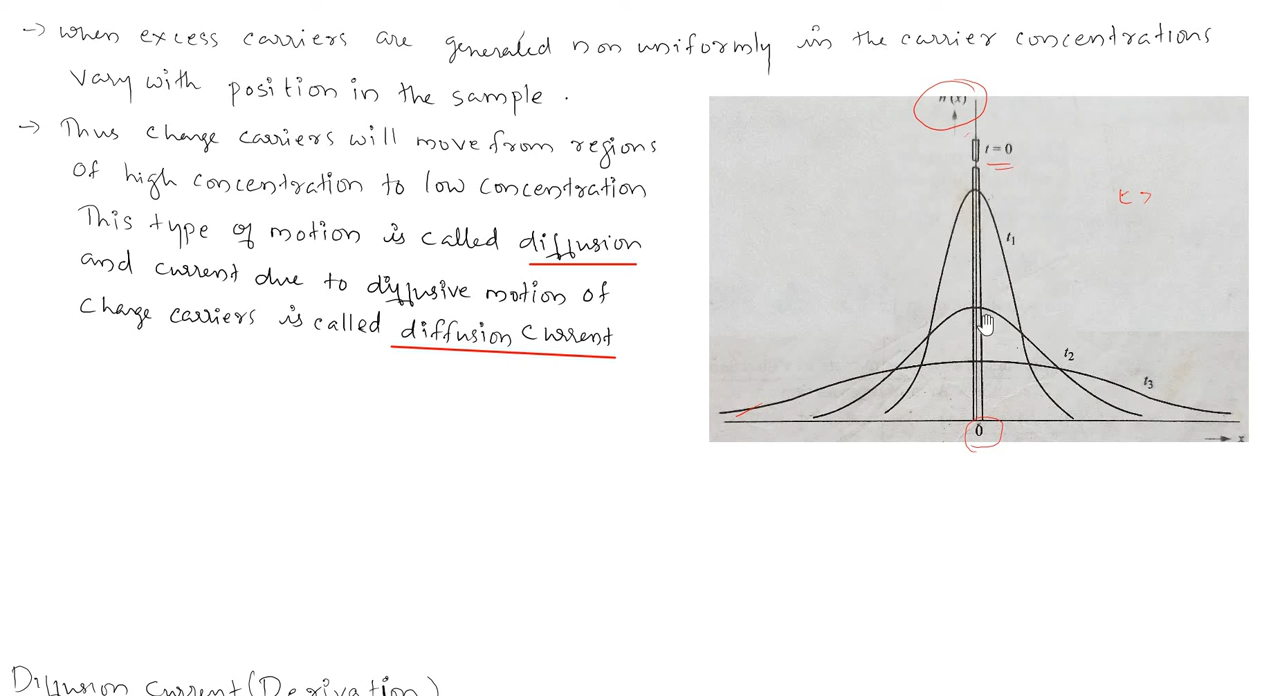 → when excess carriers are generated non uniformly in the carrier concentrations
vary with position in the sample .
→ Thus charge carriers will move from regions
of high concentration to low concentration
This type of motion is called diffusion
and current due to diffusive motion of
charge carriers is called diffusion current
n(x)
t = 0
t >
t1
t2
t3
0
x
Diffusion current (Derivation)